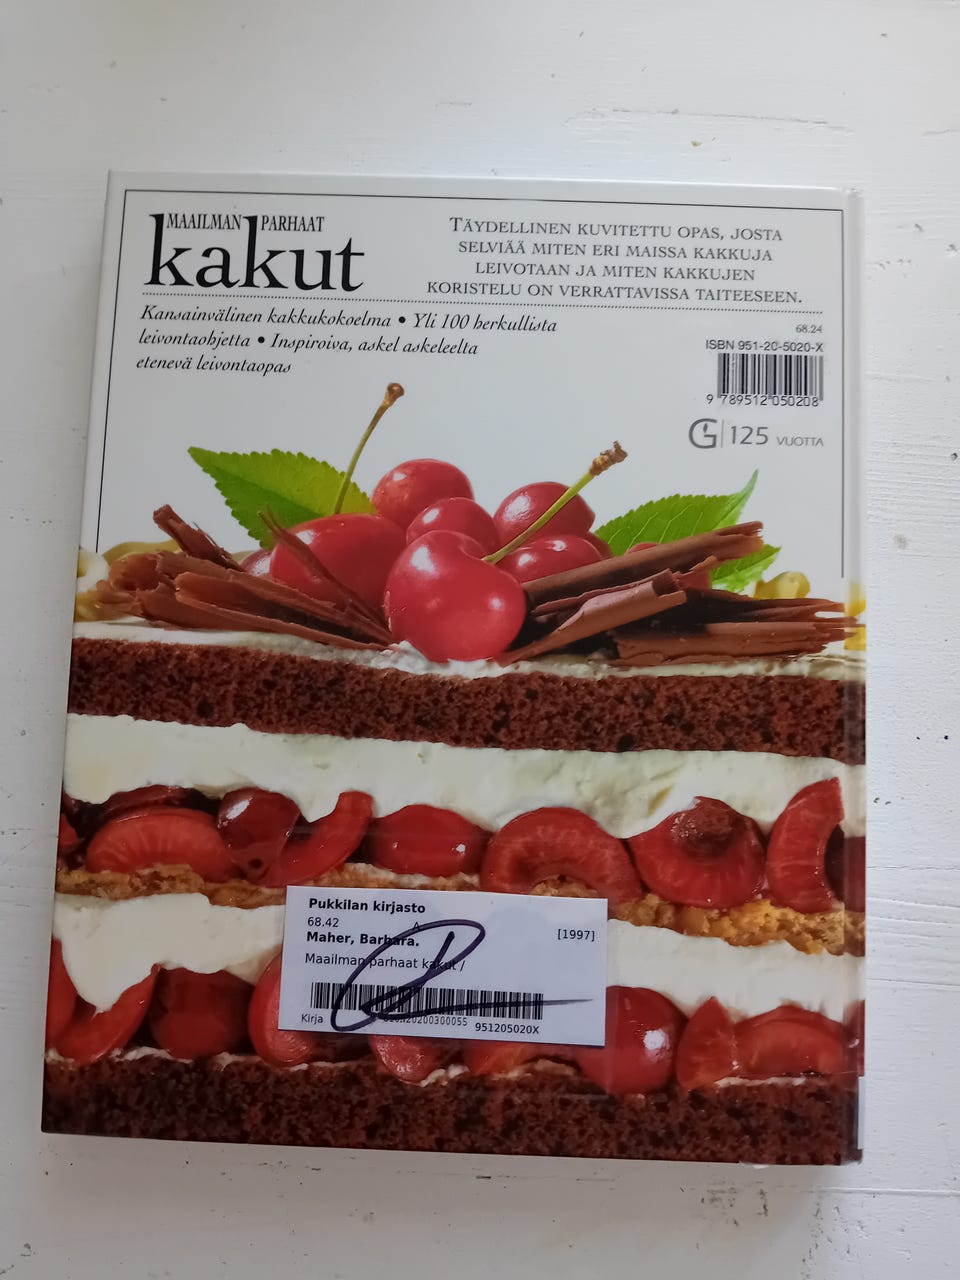 MAAILMAN PARHAAT
kakut
TÄYDELLINEN KUVITETTU OPAS, JOSTA
SELVIÄÄ MITEN ERI MAISSA KAKKUJA
LEIVOTAAN JA MITEN KAKKUJEN
KORISTELU ON VERRATTAVISSA TAITEESEEN.
Kansainvälinen kakkukokoelma • Yli 100 herkullista
leivontaohjetta • Inspiroiva, askel askeleelta
etenevä leivontaopas
68.24
ISBN 951-20-5020-X
9 789512 050208
G 125 VUOTTA
Pukkilan kirjasto
68.42 A
Maher, Barbara. [1997]
Maailman parhaat kakut /
Kirja 951205020X